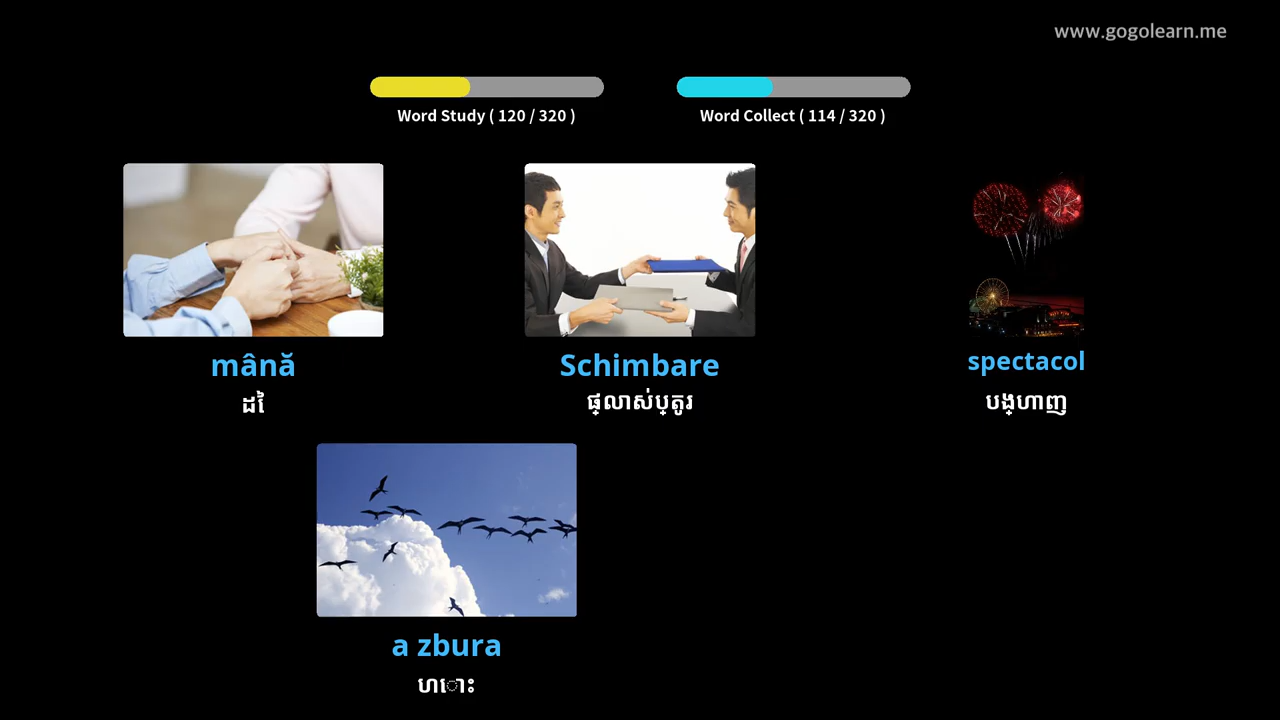 www.gogolearn.me
Word Study ( 120 / 320 )
Word Collect ( 114 / 320 )
mână
ដៃ
Schimbare
ផ្លាស់ប្តូរ
spectacol
បង្ហាញ
a zbura
ហោះ